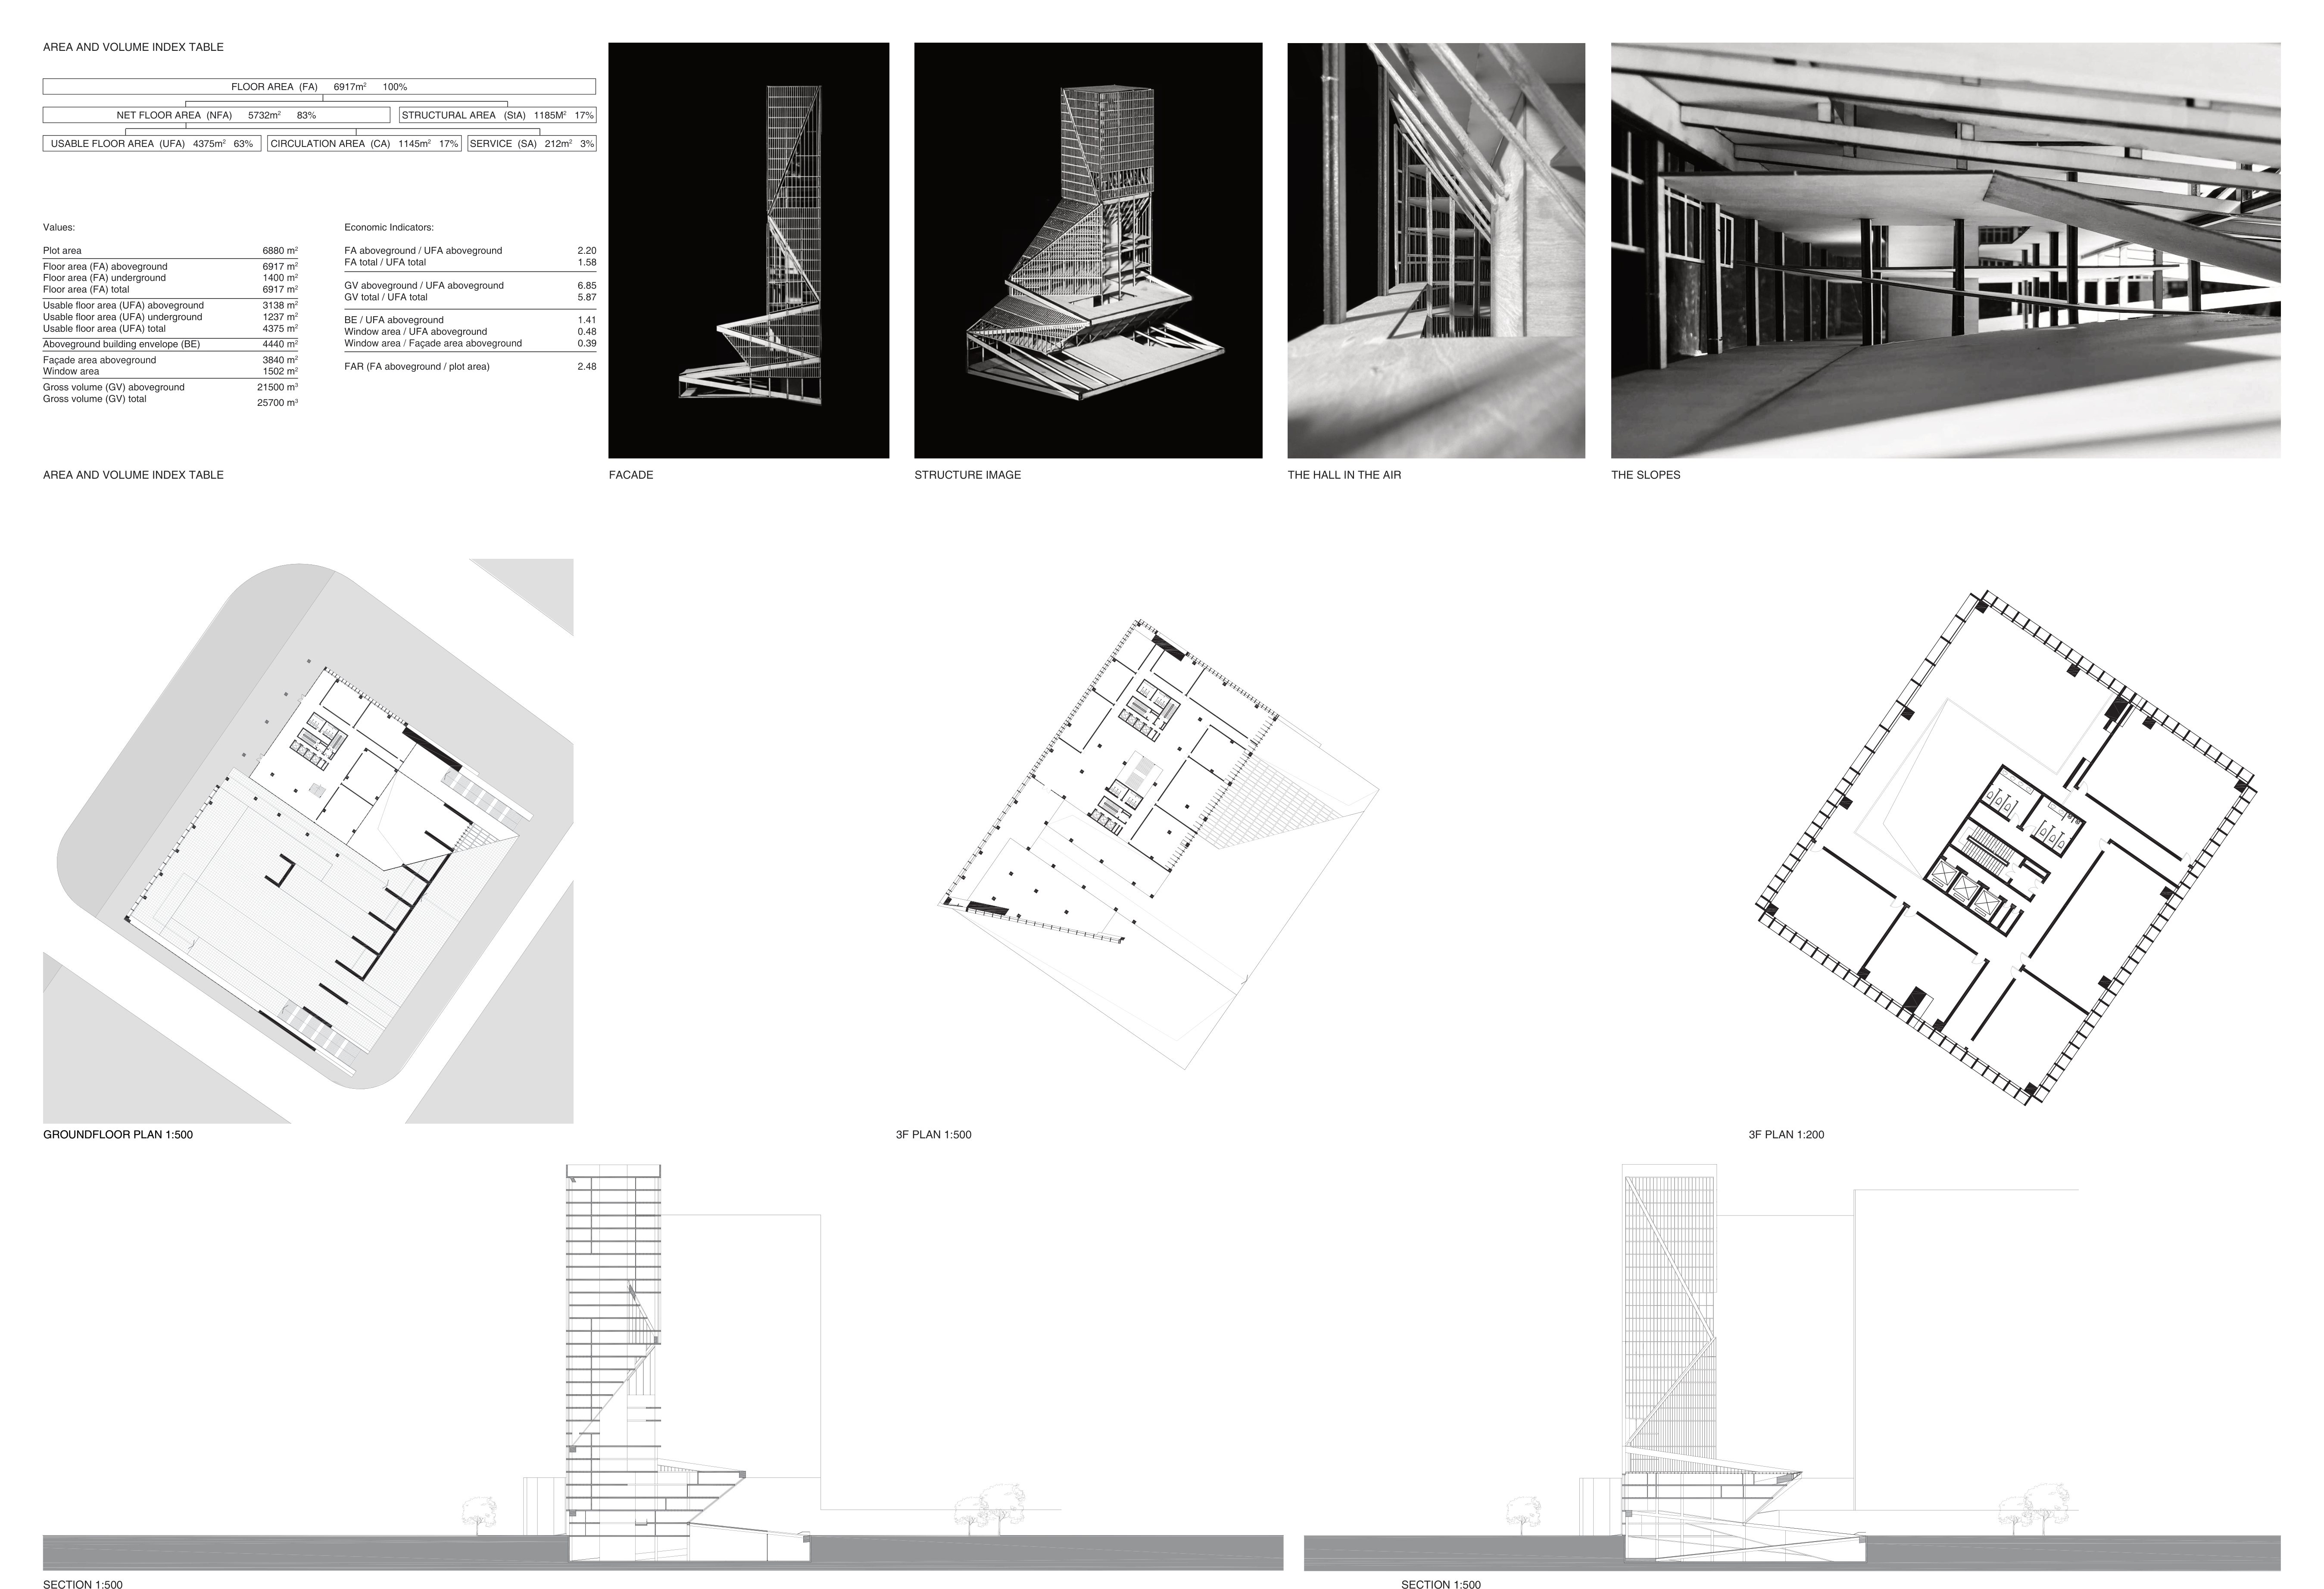 AREA AND VOLUME INDEX TABLE
FLOOR AREA (FA) 6917m² 100%
NET FLOOR AREA (NFA) 5732m² 83%
STRUCTURAL AREA (StA) 1185M² 17%
USABLE FLOOR AREA (UFA) 4375m² 63%
CIRCULATION AREA (CA) 1145m² 17%
SERVICE (SA) 212m² 3%
Values:
Plot area 6880 m²
Floor area (FA) aboveground 6917 m²
Floor area (FA) underground 1400 m²
Floor area (FA) total 6917 m²
Usable floor area (UFA) aboveground 3138 m²
Usable floor area (UFA) underground 1237 m²
Usable floor area (UFA) total 4375 m²
Aboveground building envelope (BE) 4440 m²
Façade area aboveground 3840 m²
Window area 1502 m²
Gross volume (GV) aboveground 21500 m³
Gross volume (GV) total 25700 m³
Economic Indicators:
FA aboveground / UFA aboveground 2.20
FA total / UFA total 1.58
GV aboveground / UFA aboveground 6.85
GV total / UFA total 5.87
BE / UFA aboveground 1.41
Window area / UFA aboveground 0.48
Window area / Façade area aboveground 0.39
FAR (FA aboveground / plot area) 2.48
AREA AND VOLUME INDEX TABLE
FACADE
STRUCTURE IMAGE
THE HALL IN THE AIR
THE SLOPES
GROUNDFLOOR PLAN 1:500
3F PLAN 1:500
3F PLAN 1:200
SECTION 1:500
SECTION 1:500